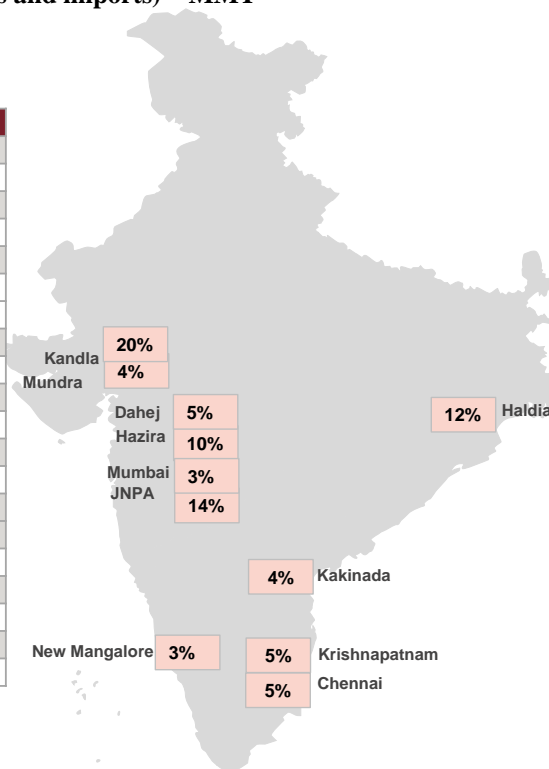 and imports) – MMT
20%
Kandla
4%
Mundra
Dahej 5%
Hazira 10%
Mumbai 3%
JNPA 14%
12% Haldia
4% Kakinada
New Mangalore 3%
5% Krishnapatnam
5% Chennai